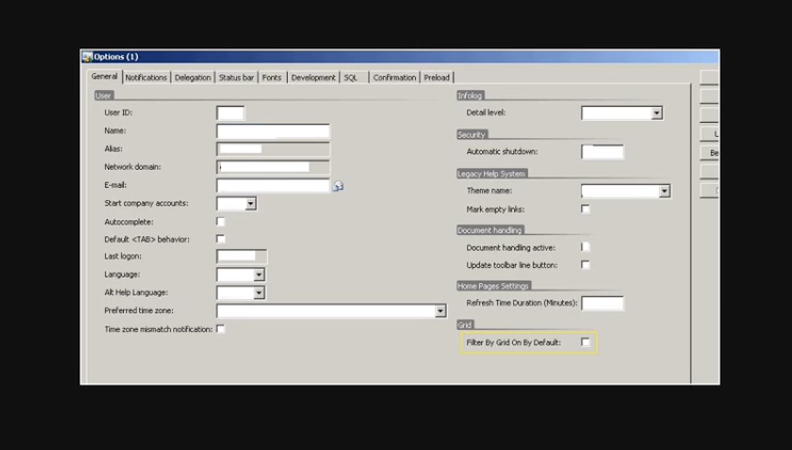 Options (1)
General Notifications Delegation Status bar Fonts Development SQL Confirmation Preload
User
User ID:
Name:
Alias:
Network domain:
E-mail:
Start company accounts:
Autocomplete:
Default <TAB> behavior:
Last logon:
Language:
Alt Help Language:
Preferred time zone:
Time zone mismatch notification:
Infolog
Detail level:
Security
Automatic shutdown:
Legacy Help System
Theme name:
Mark empty links:
Document handling
Document handling active:
Update toolbar line button:
Home Pages Settings
Refresh Time Duration (Minutes):
Grid
Filter By Grid On By Default: